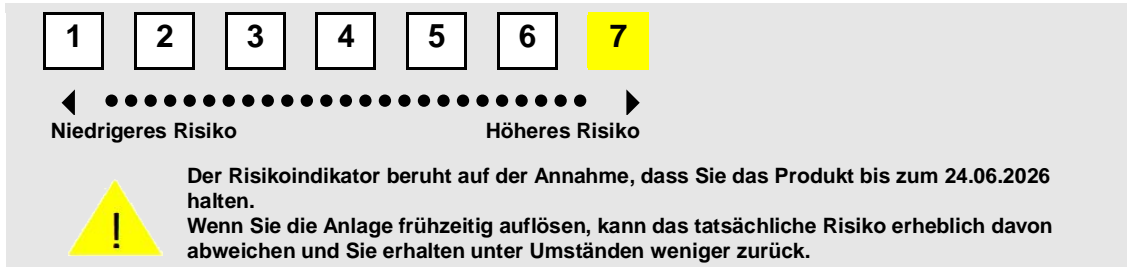 1 2 3 4 5 6 7
Niedrigeres Risiko Höheres Risiko
Der Risikoindikator beruht auf der Annahme, dass Sie das Produkt bis zum 24.06.2026
halten.
Wenn Sie die Anlage frühzeitig auflösen, kann das tatsächliche Risiko erheblich davon
abweichen und Sie erhalten unter Umständen weniger zurück.
!